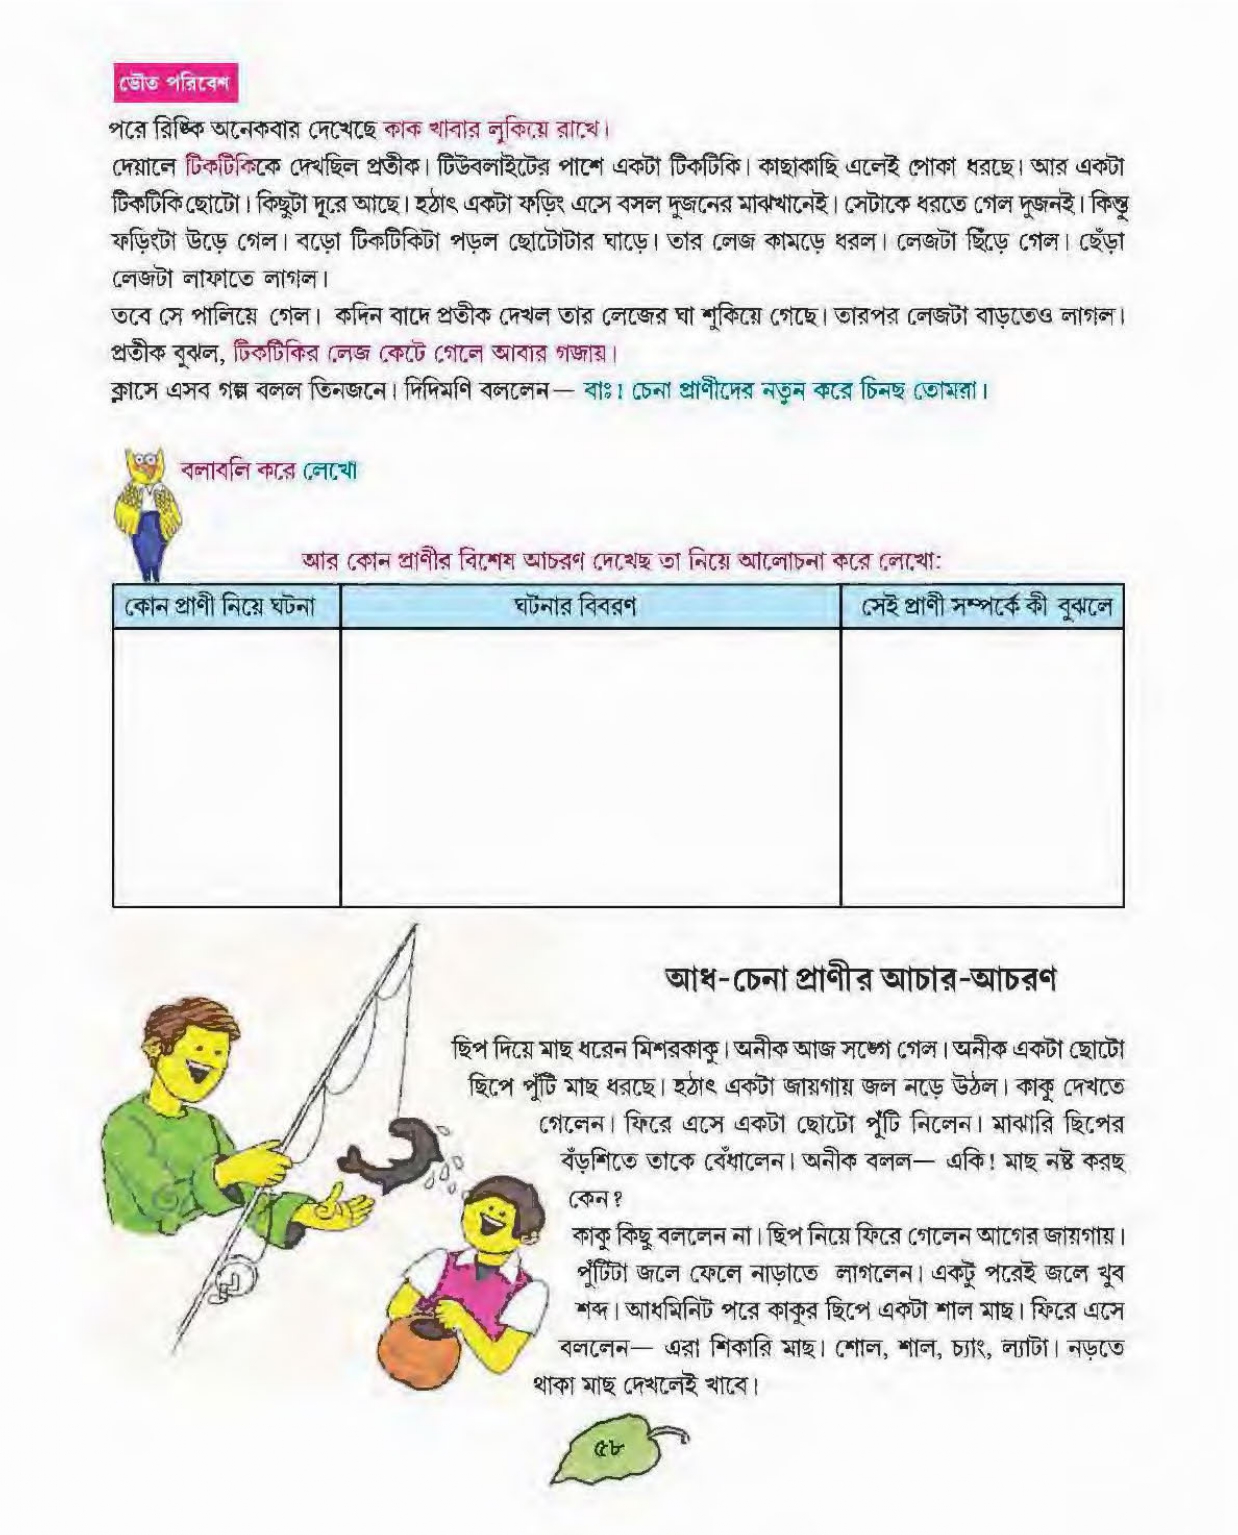 ভৌত পরিবেশ
পরে রিঙ্কি অনেকবার দেখেছে কাক খাবার লুকিয়ে রাখে।
দেয়ালে টিকটিকিকে দেখছিল প্রতীক। টিউবলাইটের পাশে একটা টিকটিকি। কাছাকাছি এলেই পোকা ধরছে। আর একটা
টিকটিকি ছোটো। কিছুটা দূরে আছে। হঠাৎ একটা ফড়িং এসে বসল দুজনের মাঝখানেই। সেটাকে ধরতে গেল দুজনই। কিন্তু
ফড়িংটা উড়ে গেল। বড়ো টিকটিকিটা পড়ল ছোটোটার ঘাড়ে। তার লেজ কামড়ে ধরল। লেজটা ছিঁড়ে গেল। ছেঁড়া
লেজটা লাফাতে লাগল।
তবে সে পালিয়ে গেল। কদিন বাদে প্রতীক দেখল তার লেজের ঘা শুকিয়ে গেছে। তারপর লেজটা বাড়তেও লাগল।
প্রতীক বুঝল, টিকটিকির লেজ কেটে গেলে আবার গজায়।
ক্লাসে এসব গল্প বলল তিনজনে। দিদিমণি বললেন— বাঃ! চেনা প্রাণীদের নতুন করে চিনছ তোমরা।
বলাবলি করে লেখো
আর কোন প্রাণীর বিশেষ আচরণ দেখেছ তা নিয়ে আলোচনা করে লেখো:
কোন প্রাণী নিয়ে ঘটনা
ঘটনার বিবরণ
সেই প্রাণী সম্পর্কে কী বুঝলে
আধ-চেনা প্রাণীর আচার-আচরণ
ছিপ দিয়ে মাছ ধরেন মিশরকাকু। অনীক আজ সঙ্গে গেল। অনীক একটা ছোটো
ছিপে পুঁটি মাছ ধরছে। হঠাৎ একটা জায়গায় জল নড়ে উঠল। কাকু দেখতে
গেলেন। ফিরে এসে একটা ছোটো পুঁটি নিলেন। মাঝারি ছিপের
বঁড়শিতে তাকে বেঁধালেন। অনীক বলল— একি! মাছ নষ্ট করছ
কেন?
কাকু কিছু বললেন না। ছিপ নিয়ে ফিরে গেলেন আগের জায়গায়।
পুঁটিটা জলে ফেলে নাড়াতে লাগলেন। একটু পরেই জলে খুব
শব্দ। আধমিনিট পরে কাকুর ছিপে একটা শাল মাছ। ফিরে এসে
বললেন— এরা শিকারি মাছ। শোল, শাল, চ্যাং, ল্যাটা। নড়তে
থাকা মাছ দেখলেই খাবে।
৫৮